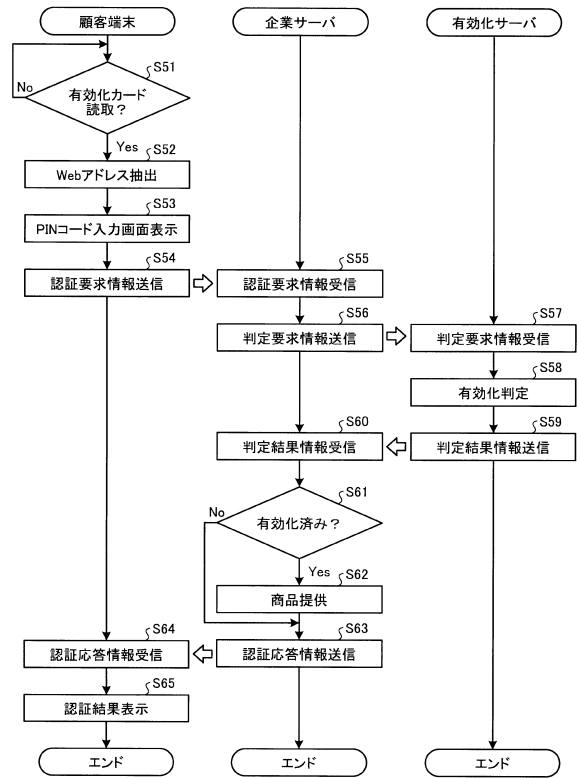 顧客端末
企業サーバ
有効化サーバ
S51
有効化カード
読取？
No
Yes
S52
Webアドレス抽出
S53
PINコード入力画面表示
S54
認証要求情報送信
S55
認証要求情報受信
S56
判定要求情報送信
S57
判定要求情報受信
S58
有効化判定
S59
判定結果情報送信
S60
判定結果情報受信
S61
有効化済み？
No
Yes
S62
商品提供
S63
認証応答情報送信
S64
認証応答情報受信
S65
認証結果表示
エンド
エンド
エンド